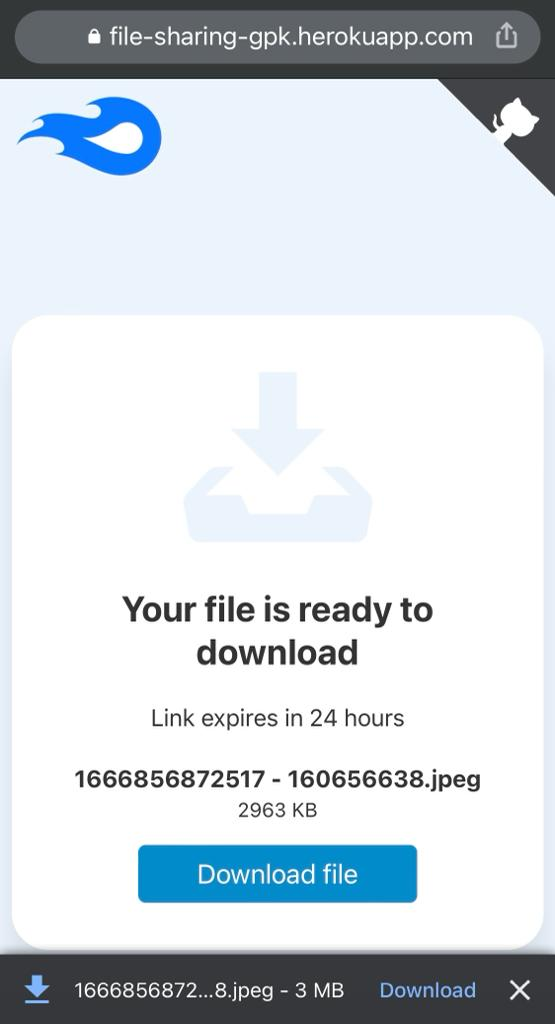 file-sharing-gpk.herokuapp.com
Your file is ready to
download
Link expires in 24 hours
1666856872517 - 160656638.jpeg
2963 KB
Download file
1666856872...8.jpeg - 3 MB Download